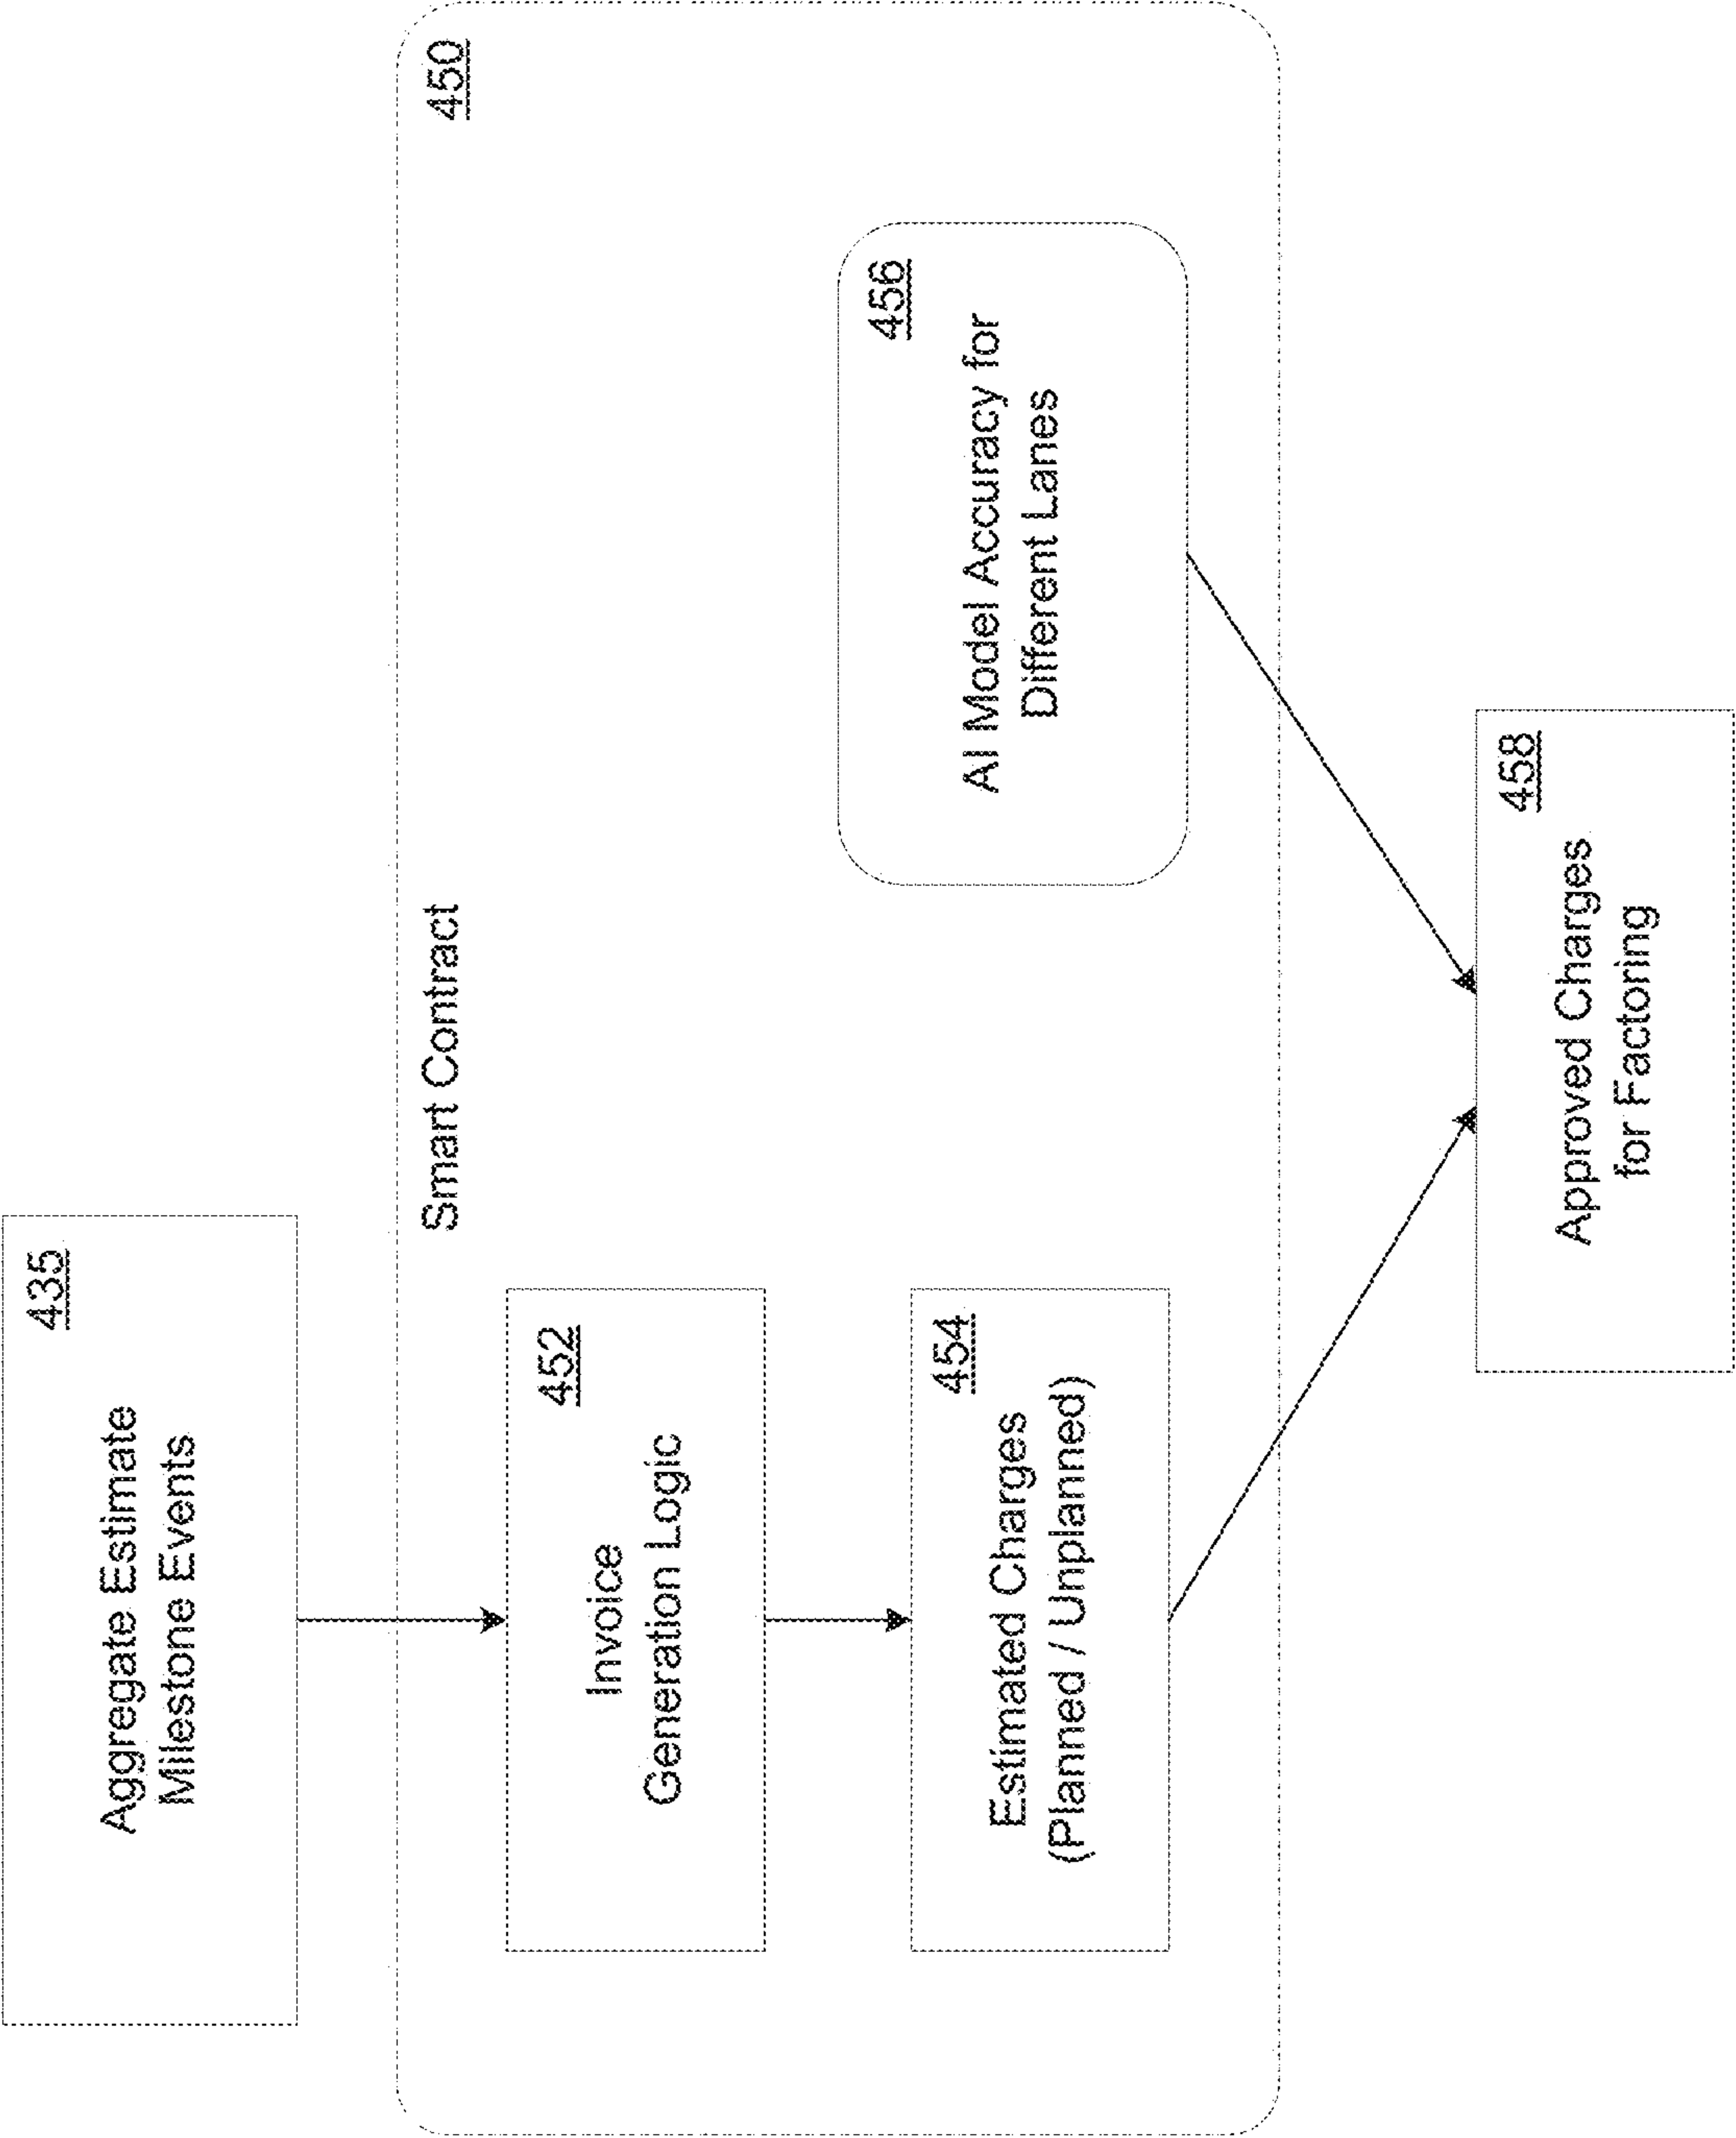 435
Aggregate Estimate
Milestone Events
Smart Contract
450
452
Invoice
Generation Logic
454
Estimated Charges
(Planned / Unplanned)
456
AI Model Accuracy for
Different Lanes
458
Approved Charges
for Factoring